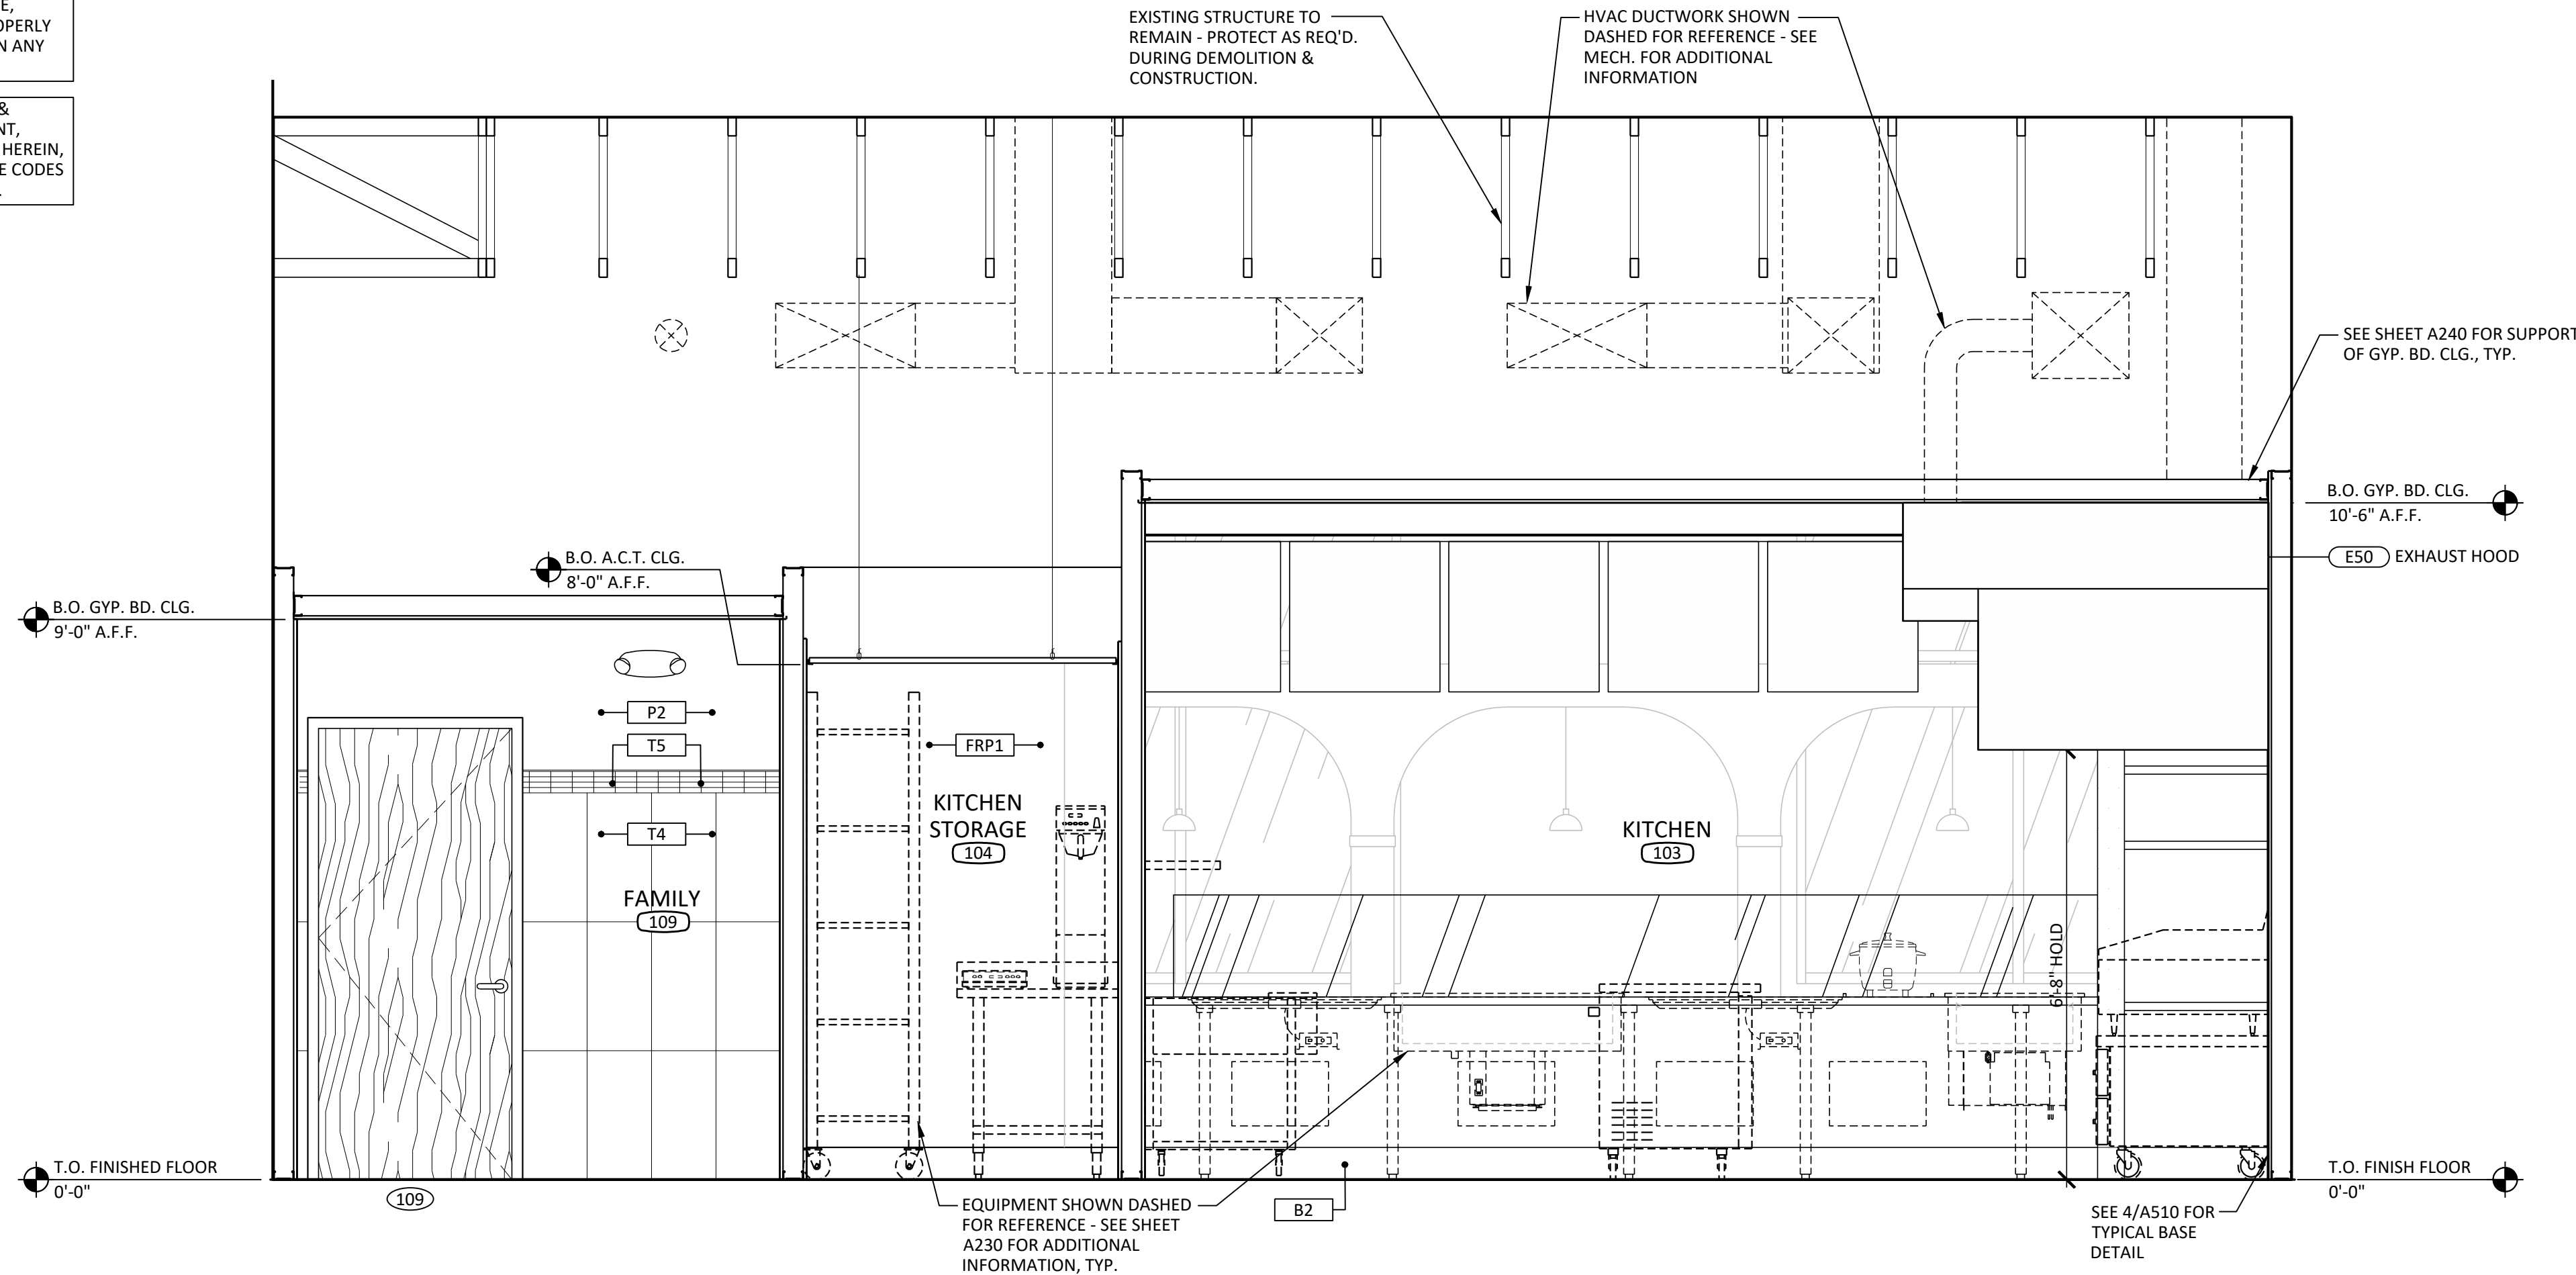 E,
OPERLY
N ANY
&
NT,
HEREIN,
E CODES
.
EXISTING STRUCTURE TO
REMAIN - PROTECT AS REQ'D.
DURING DEMOLITION &
CONSTRUCTION.
HVAC DUCTWORK SHOWN
DASHED FOR REFERENCE - SEE
MECH. FOR ADDITIONAL
INFORMATION
SEE SHEET A240 FOR SUPPORT
OF GYP. BD. CLG., TYP.
B.O. GYP. BD. CLG.
10'-6" A.F.F.
E50 EXHAUST HOOD
B.O. A.C.T. CLG.
8'-0" A.F.F.
B.O. GYP. BD. CLG.
9'-0" A.F.F.
P2
T5
T4
FAMILY
109
FRP1
KITCHEN
STORAGE
104
KITCHEN
103
6'-8" HOLD
T.O. FINISHED FLOOR
0'-0"
109
EQUIPMENT SHOWN DASHED
FOR REFERENCE - SEE SHEET
A230 FOR ADDITIONAL
INFORMATION, TYP.
B2
T.O. FINISH FLOOR
0'-0"
SEE 4/A510 FOR
TYPICAL BASE
DETAIL